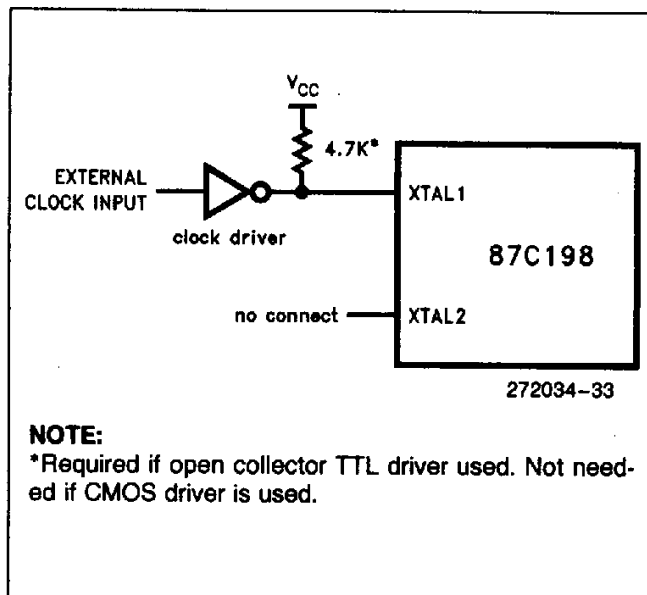 VCC
4.7K*
EXTERNAL
CLOCK INPUT
clock driver
XTAL1
87C198
no connect
XTAL2
272034-33
NOTE:
*Required if open collector TTL driver used. Not need-
ed if CMOS driver is used.